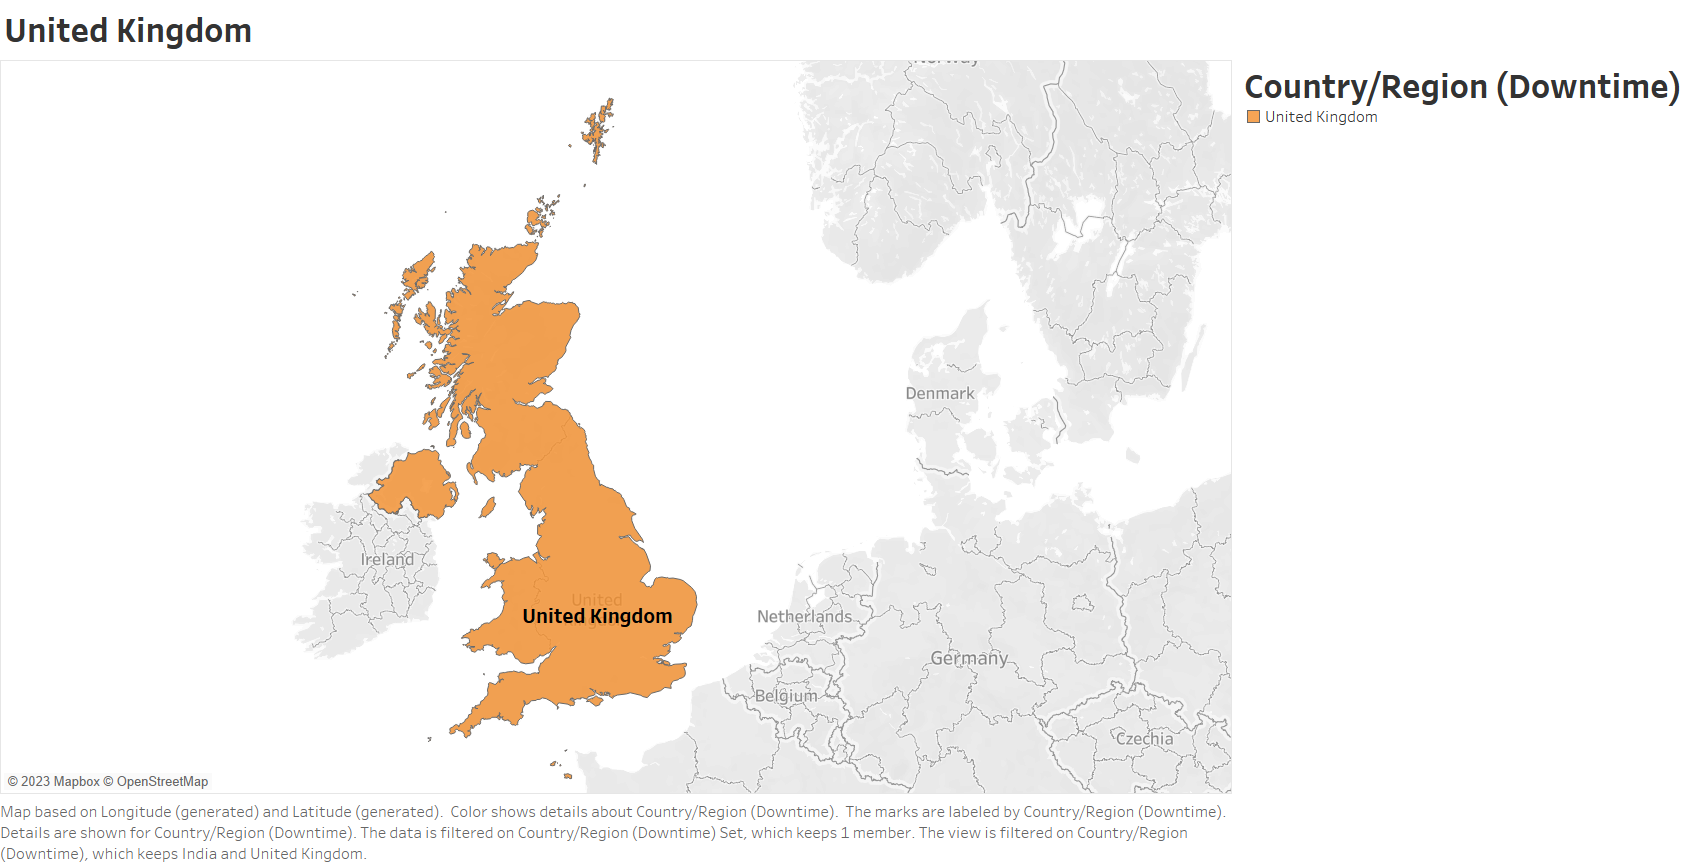 United Kingdom
Country/Region (Downtime)
United Kingdom
Norway
Denmark
Ireland
United
United Kingdom
Netherlands
Germany
Belgium
Czechia
© 2023 Mapbox © OpenStreetMap
Map based on Longitude (generated) and Latitude (generated).  Color shows details about Country/Region (Downtime).  The marks are labeled by Country/Region (Downtime).
Details are shown for Country/Region (Downtime). The data is filtered on Country/Region (Downtime) Set, which keeps 1 member. The view is filtered on Country/Region
(Downtime), which keeps India and United Kingdom.